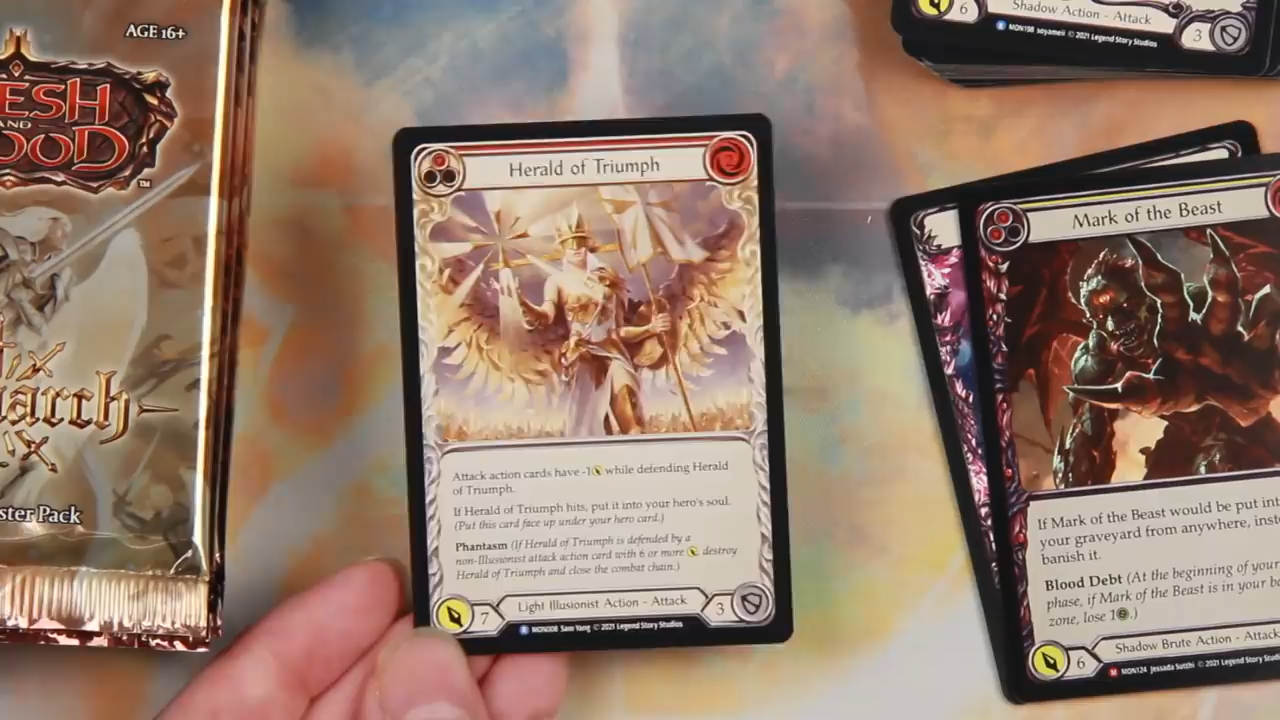 AGE 16+
ESH
AND
OOD
TM
arch
ster Pack
Herald of Triumph
Attack action cards have -1 while defending Herald
of Triumph.
If Herald of Triumph hits, put it into your hero's soul.
(Put this card face up under your hero card.)
Phantasm (If Herald of Triumph is defended by a
non-Illusionist attack action card with 6 or more destroy
Herald of Triumph and close the combat chain.)
7 Light Illusionist Action - Attack 3
R MON008 Sam Yang © 2021 Legend Story Studios
6 Shadow Action - Attack 3
R MON198 soyameii © 2021 Legend Story Studios
Mark of the Beast
If Mark of the Beast would be put int
your graveyard from anywhere, inst
banish it.
Blood Debt (At the beginning of your
phase, if Mark of the Beast is in your b
zone, lose 1.)
6 Shadow Brute Action - Attack
M MON124 Jessada Sutthi © 2021 Legend Story Studios